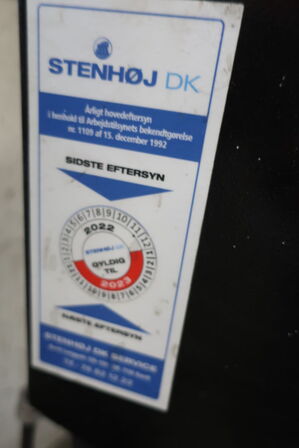 STENHØJ DK
Årligt hovedeftersyn
i henhold til Arbejdstilsynets bekendtgørelse
nr. 1109 af 15. december 1992
SIDSTE EFTERSYN
2022
STENHØJ DK
GYLDIG
TIL
2023
NÆSTE EFTERSYN
STENHØJ DK SERVICE